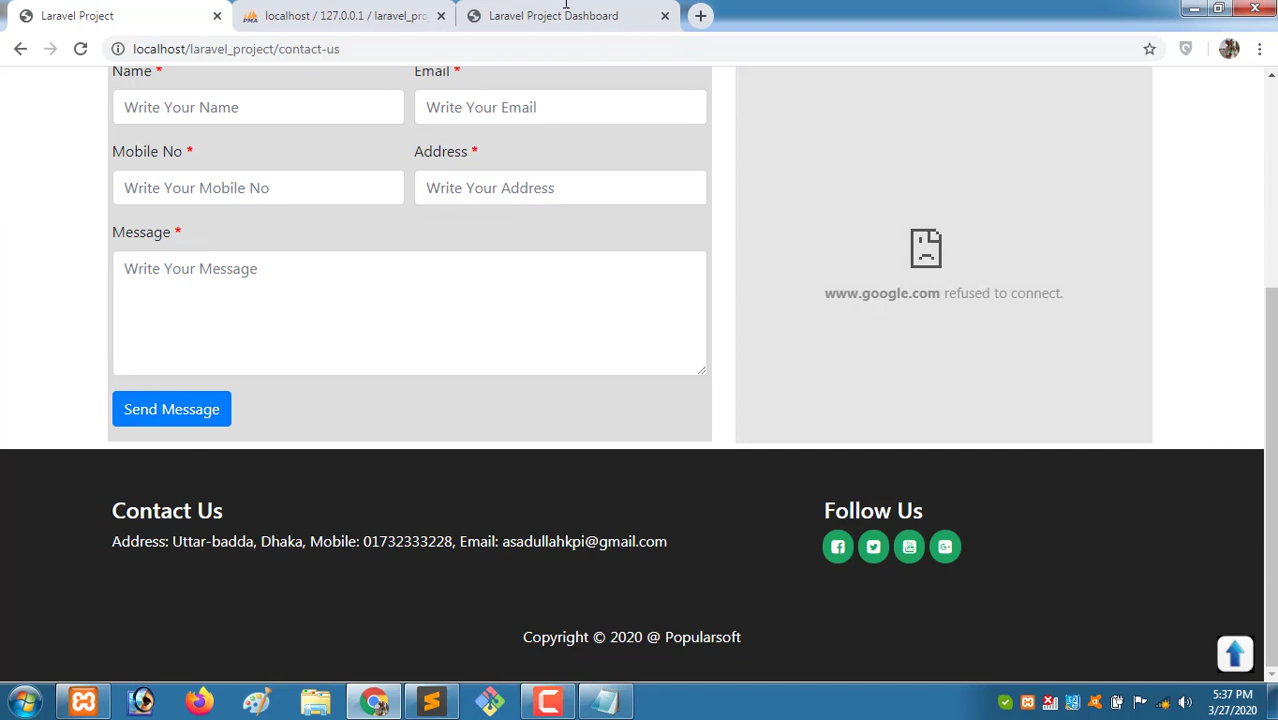 Laravel Project
localhost / 127.0.0.1 / laravel_pro
Laravel Project Dashboard
localhost/laravel_project/contact-us
Name *
Email *
Write Your Name
Write Your Email
Mobile No *
Address *
Write Your Mobile No
Write Your Address
Message *
Write Your Message
www.google.com refused to connect.
Send Message
Contact Us
Follow Us
Address: Uttar-badda, Dhaka, Mobile: 01732333228, Email: asadullahkpi@gmail.com
Copyright © 2020 @ Popularsoft
5:37 PM
3/27/2020